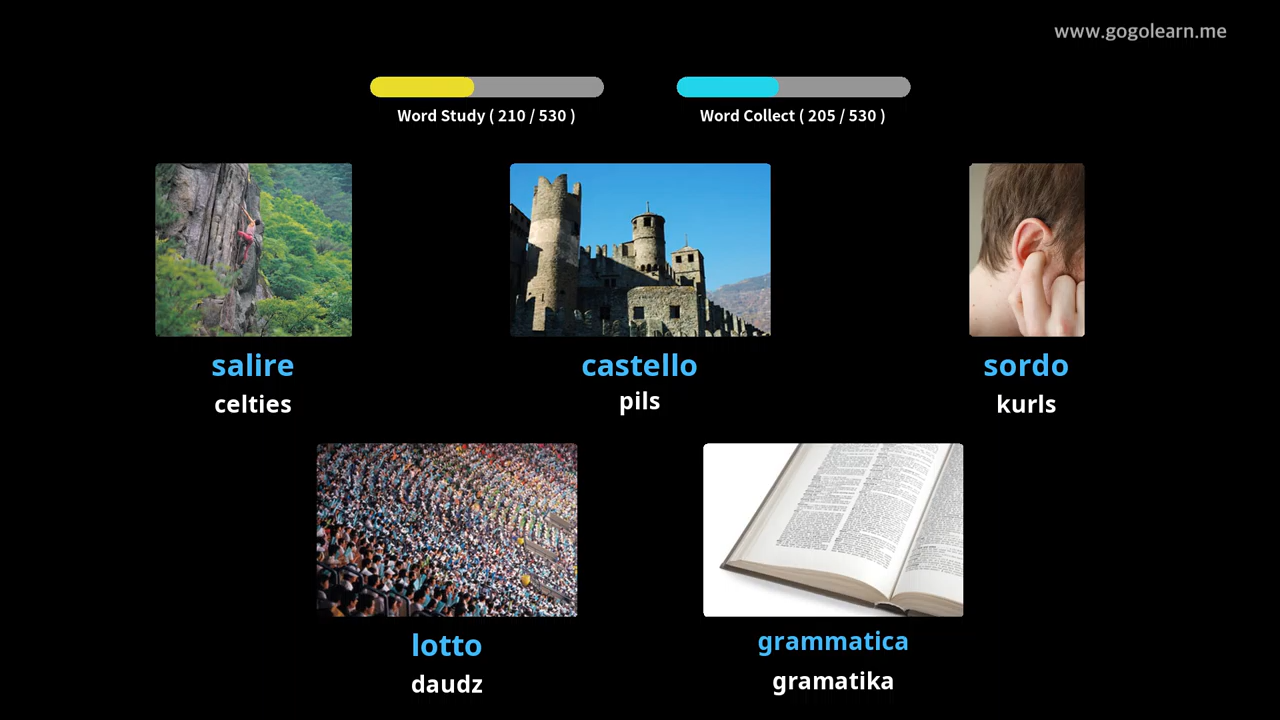 www.gogolearn.me
Word Study ( 210 / 530 )
Word Collect ( 205 / 530 )
salire
celties
castello
pils
sordo
kurls
lotto
daudz
grammatica
gramatika